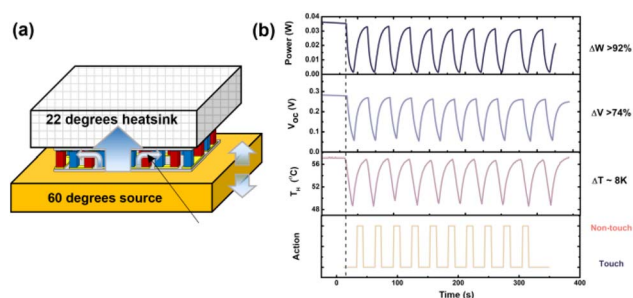 (a)
22 degrees heatsink
60 degrees source
(b)
Power (W)
0.04
0.03
0.02
0.01
0.00
ΔW >92%
V_OC (V)
0.3
0.2
0.1
0.0
ΔV >74%
T_H (°C)
56
52
48
ΔT ~ 8K
Action
Non-touch
Touch
0 100 200 300 400
Time (s)